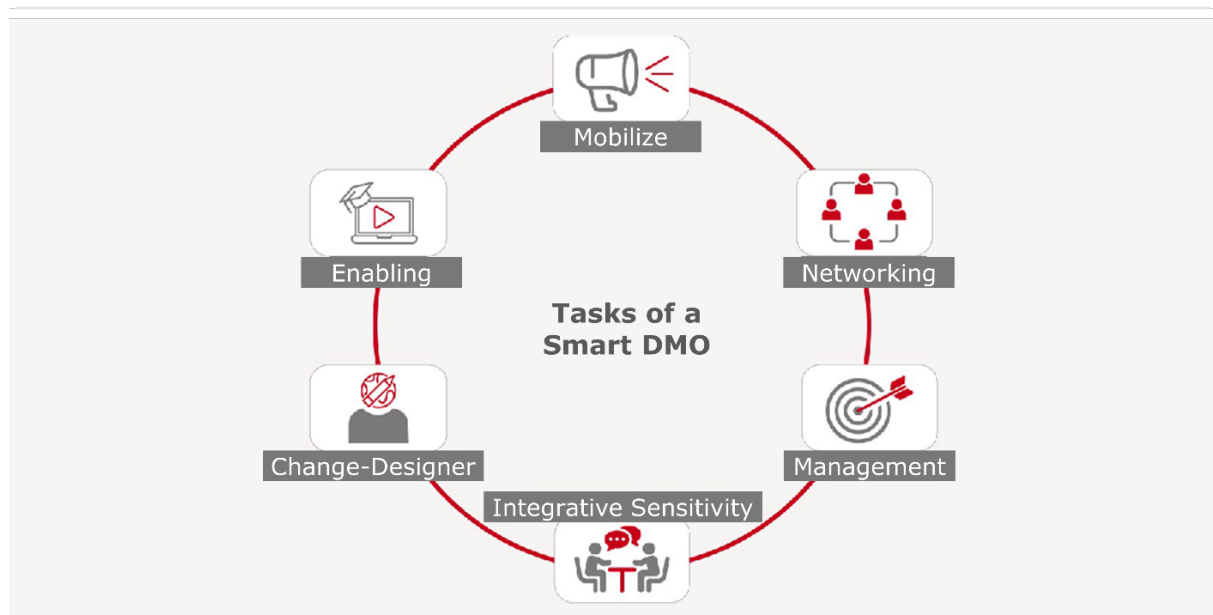 Mobilize
Enabling
Networking
Tasks of a
Smart DMO
Change-Designer
Management
Integrative Sensitivity